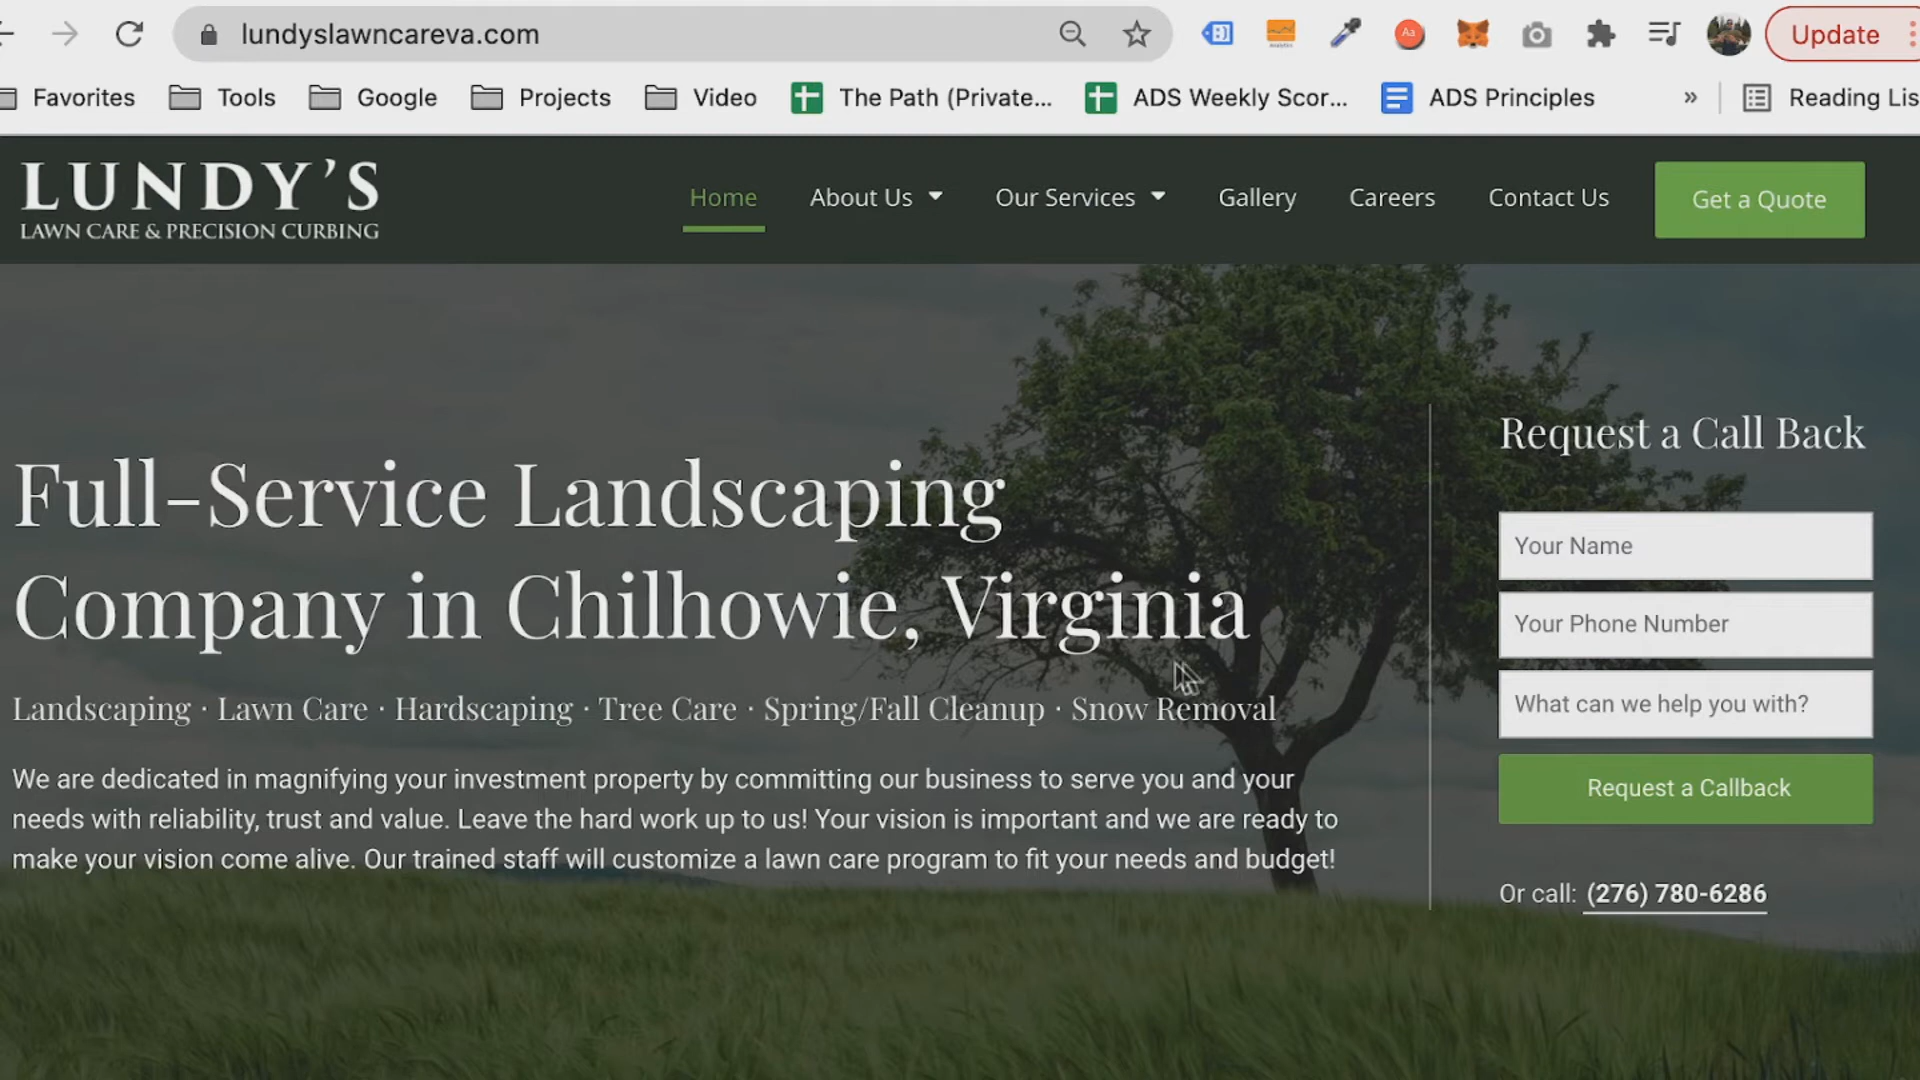 lundyslawncareva.com
Aa
Analytics
Update
Favorites
Tools
Google
Projects
Video
The Path (Private...
ADS Weekly Scor...
ADS Principles
»
Reading Lis
LUNDY'S
LAWN CARE & PRECISION CURBING
Home
About Us
Our Services
Gallery
Careers
Contact Us
Get a Quote
Full-Service Landscaping
Company in Chilhowie, Virginia
Landscaping · Lawn Care · Hardscaping · Tree Care · Spring/Fall Cleanup · Snow Removal
We are dedicated in magnifying your investment property by committing our business to serve you and your
needs with reliability, trust and value. Leave the hard work up to us! Your vision is important and we are ready to
make your vision come alive. Our trained staff will customize a lawn care program to fit your needs and budget!
Request a Call Back
Your Name
Your Phone Number
What can we help you with?
Request a Callback
Or call: (276) 780-6286